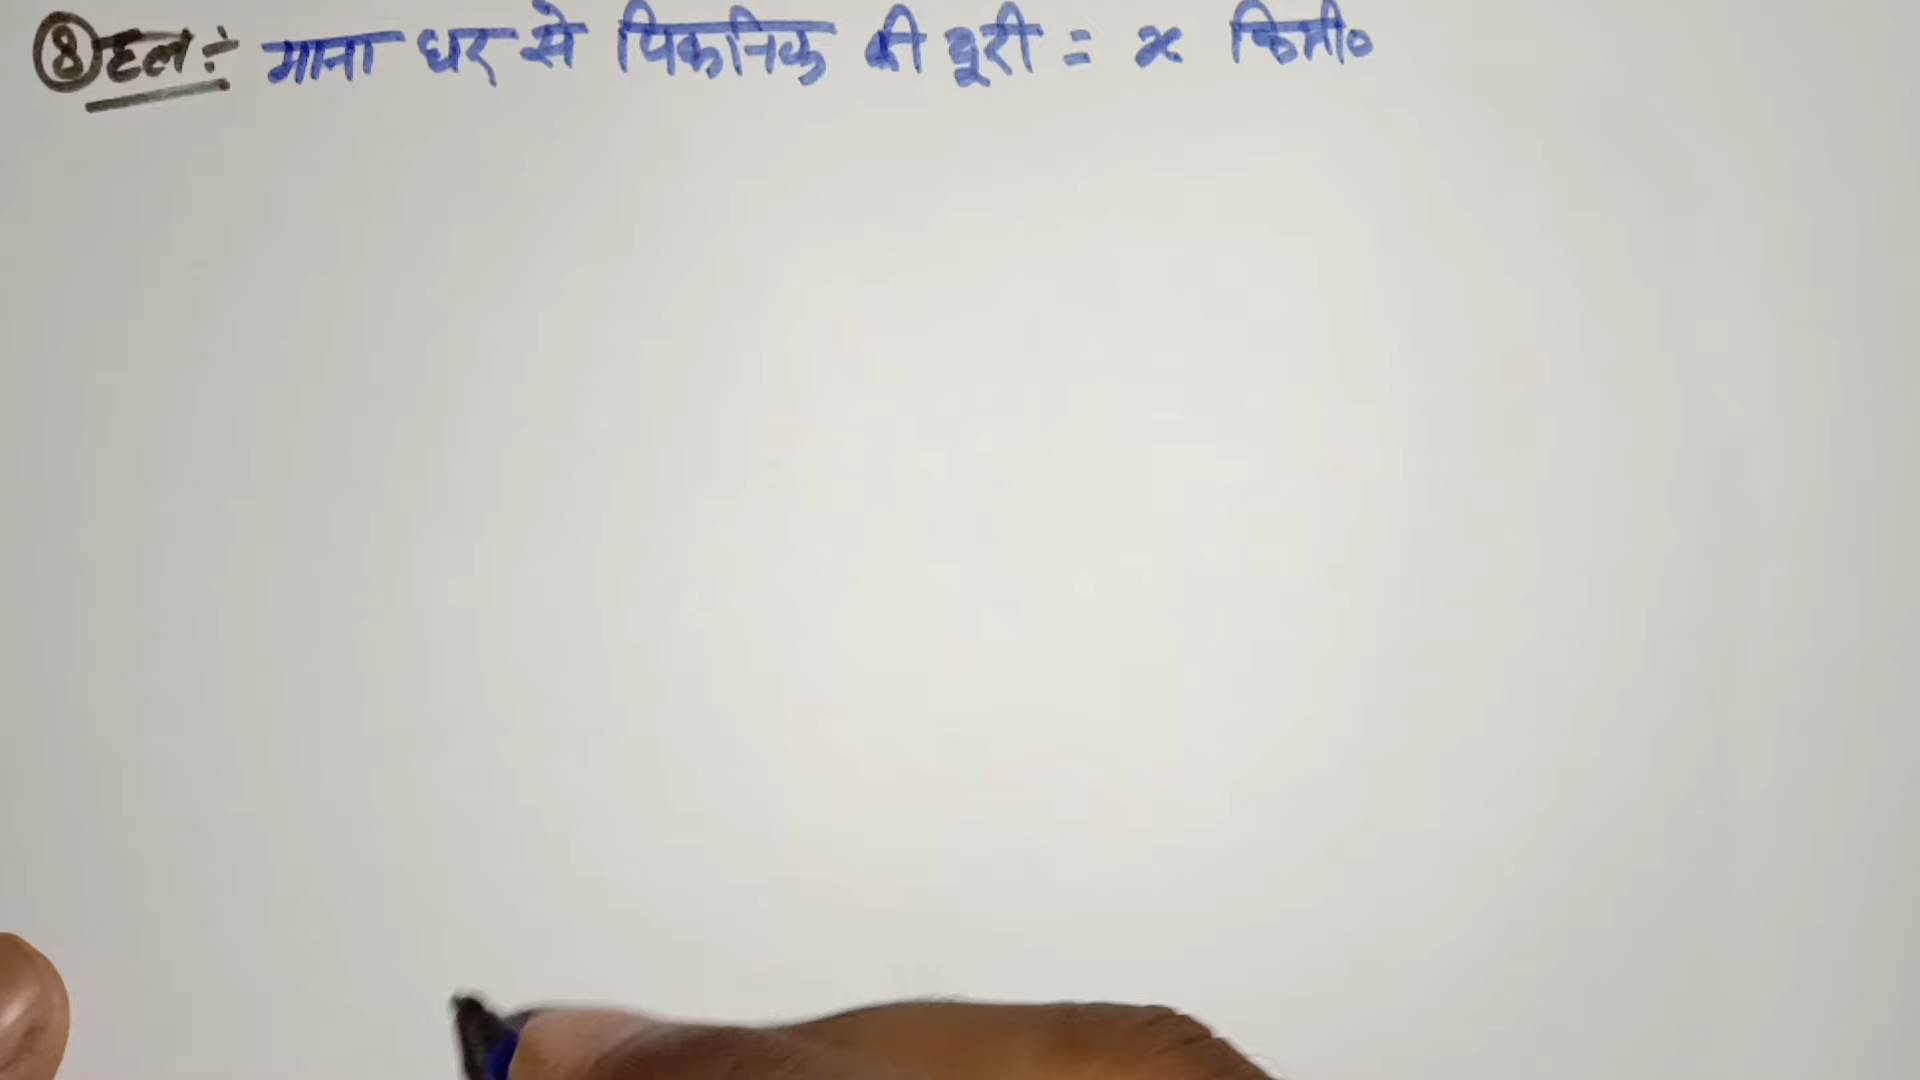 ⑧ हल ÷ माना घर से पिकनिक की दूरी = x किमी०